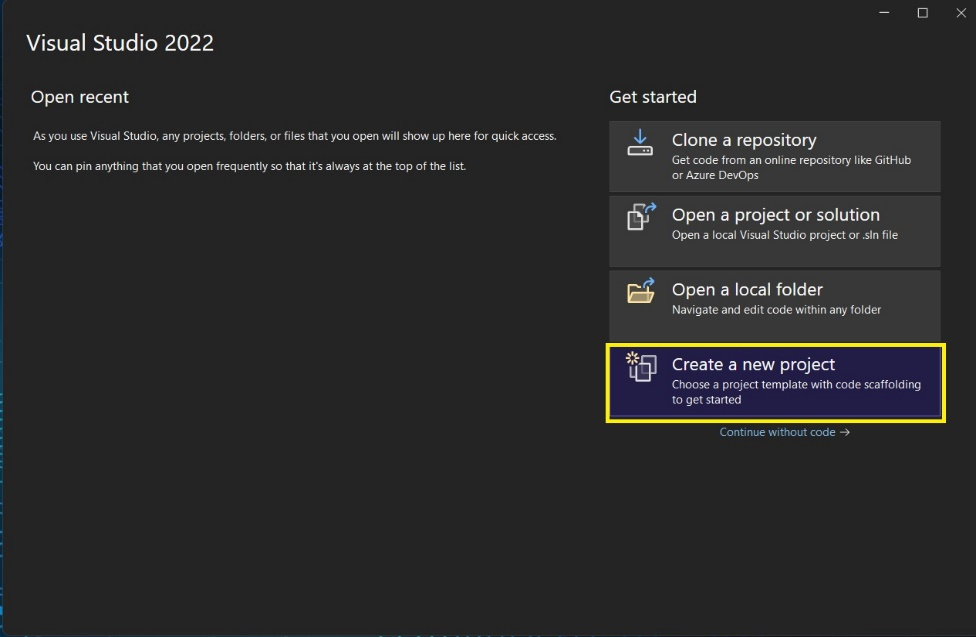 Visual Studio 2022
Open recent
As you use Visual Studio, any projects, folders, or files that you open will show up here for quick access.
You can pin anything that you open frequently so that it's always at the top of the list.
Get started
Clone a repository
Get code from an online repository like GitHub
or Azure DevOps
Open a project or solution
Open a local Visual Studio project or .sln file
Open a local folder
Navigate and edit code within any folder
Create a new project
Choose a project template with code scaffolding
to get started
Continue without code →